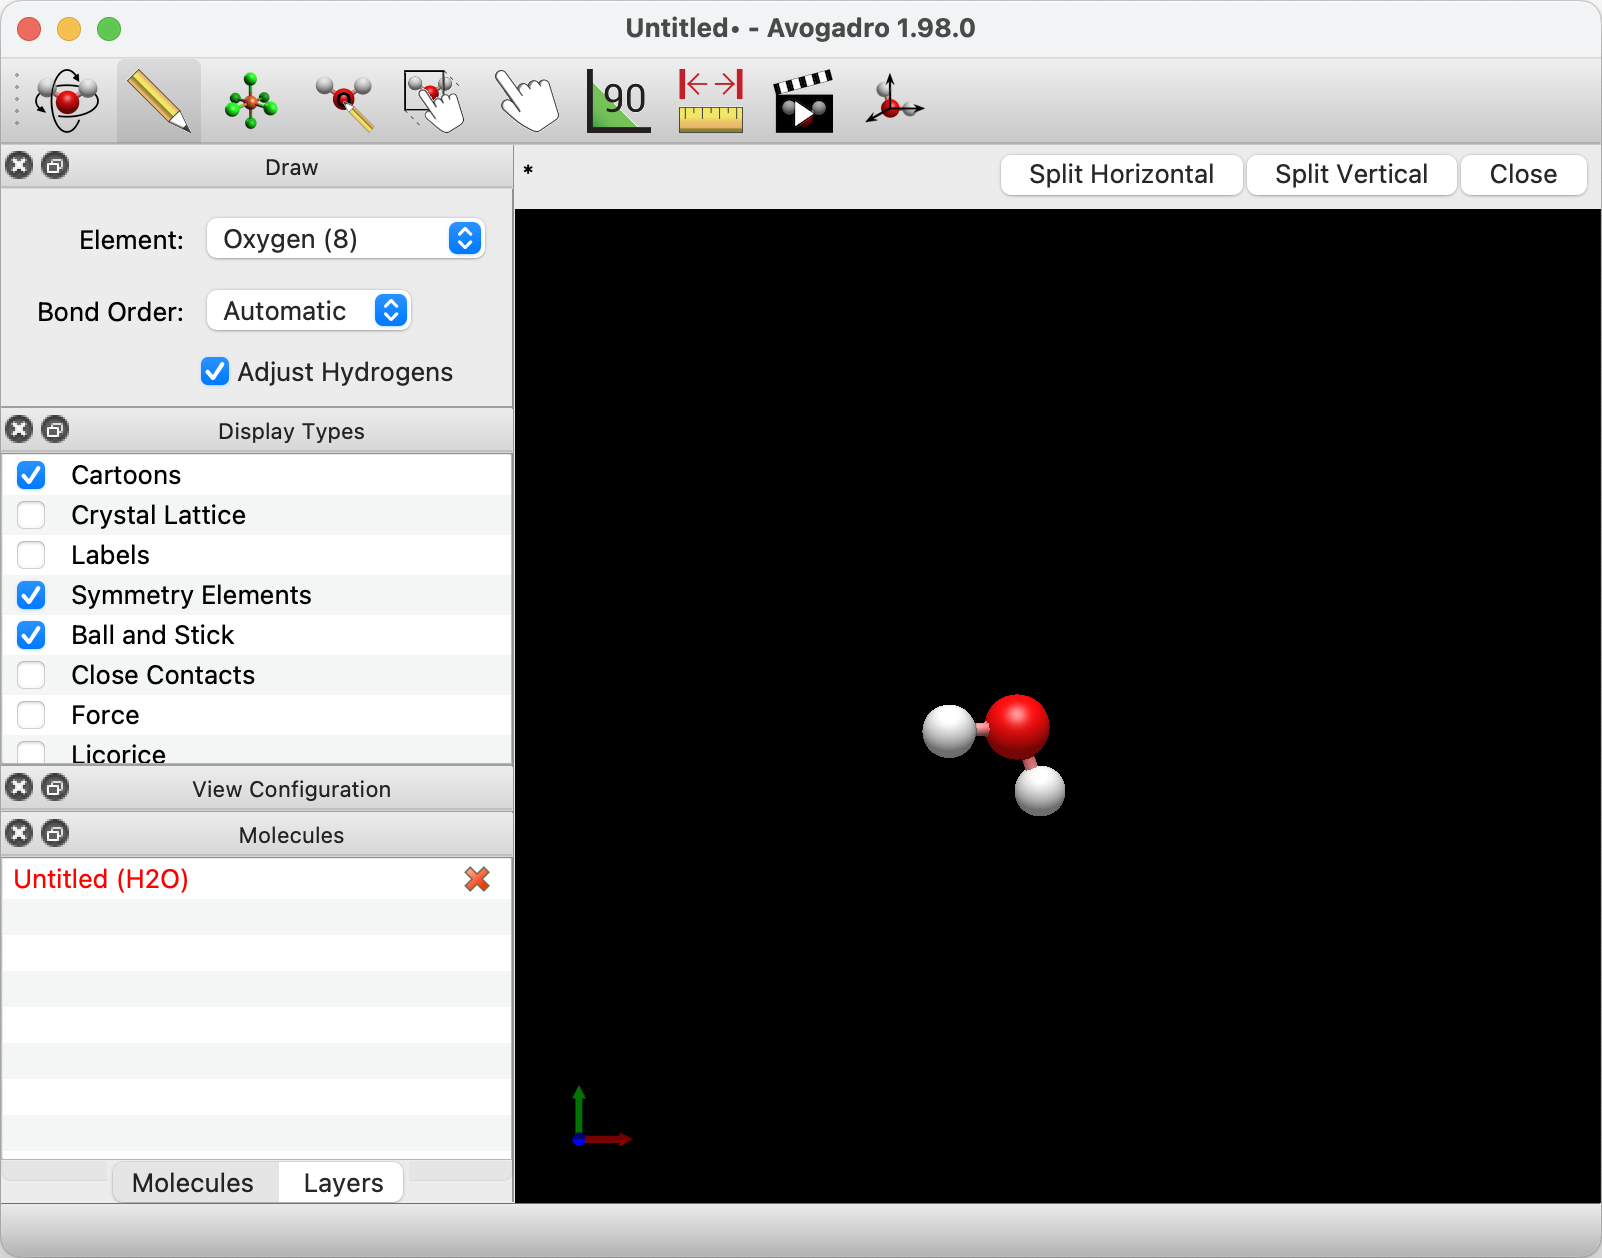 Untitled• - Avogadro 1.98.0
90
Draw
*
Split Horizontal
Split Vertical
Close
Element:
Oxygen (8)
Bond Order:
Automatic
Adjust Hydrogens
Display Types
Cartoons
Crystal Lattice
Labels
Symmetry Elements
Ball and Stick
Close Contacts
Force
Licorice
View Configuration
Molecules
Untitled (H2O)
Molecules
Layers